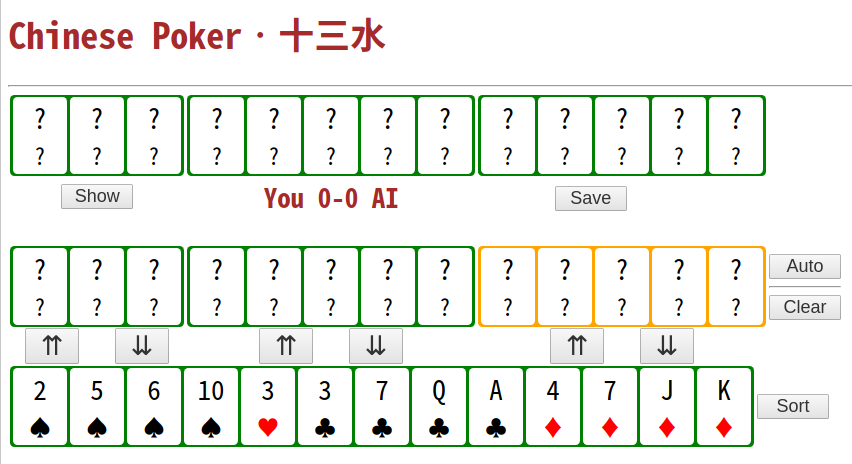 Chinese Poker · 十三水
? ? ? ? ? ? ? ? ? ? ? ? ?
? ? ? ? ? ? ? ? ? ? ? ? ?
Show You 0-0 AI Save
? ? ? ? ? ? ? ? ? ? ? ? ? Auto
? ? ? ? ? ? ? ? ? ? ? ? ? Clear
⇈ ⇊ ⇈ ⇊ ⇈ ⇊
2 5 6 10 3 3 7 Q A 4 7 J K Sort
♠ ♠ ♠ ♠ ♥ ♣ ♣ ♣ ♣ ♦ ♦ ♦ ♦